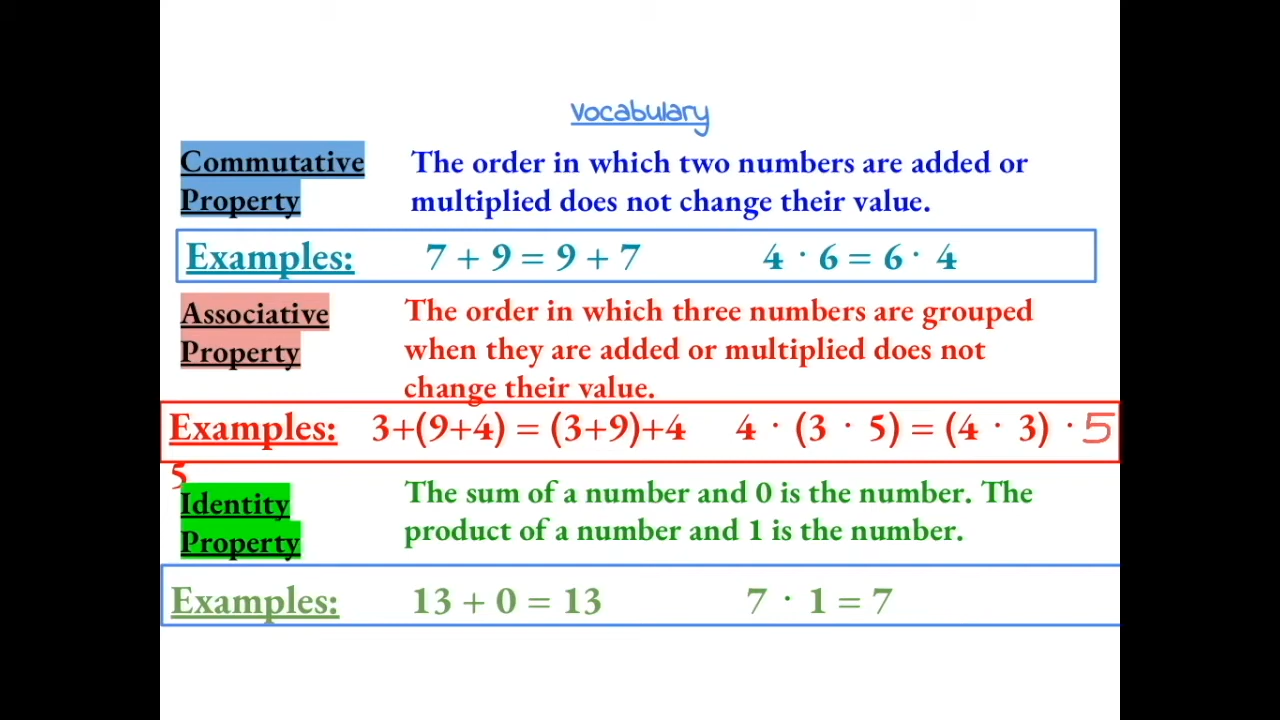 Vocabulary
Commutative
Property
The order in which two numbers are added or
multiplied does not change their value.
Examples: 7 + 9 = 9 + 7 4 · 6 = 6 · 4
Associative
Property
The order in which three numbers are grouped
when they are added or multiplied does not
change their value.
Examples: 3+(9+4) = (3+9)+4 4 · (3 · 5) = (4 · 3) · 5
5
Identity
Property
The sum of a number and 0 is the number. The
product of a number and 1 is the number.
Examples: 13 + 0 = 13 7 · 1 = 7